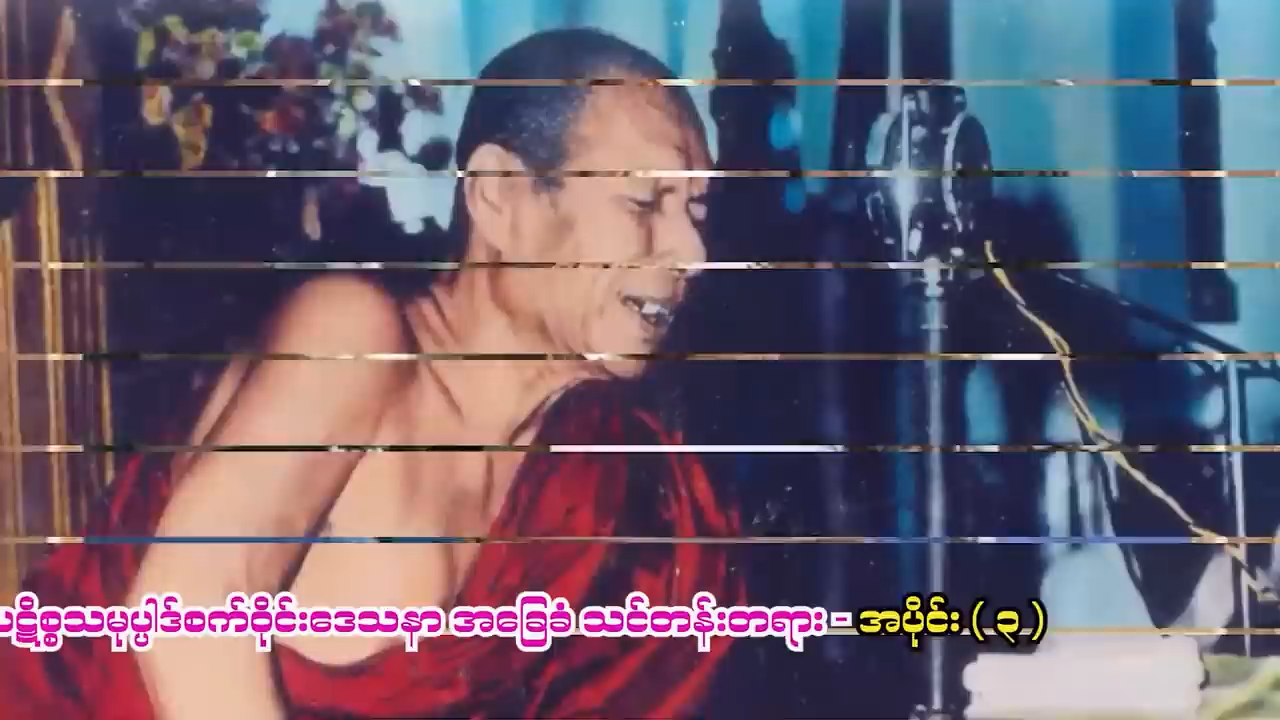 ပဋိစ္စသမုပ္ပါဒ်စက်ဝိုင်းဒေသနာ အခြေခံ သင်တန်းတရား - အပိုင်း ( ၃ )